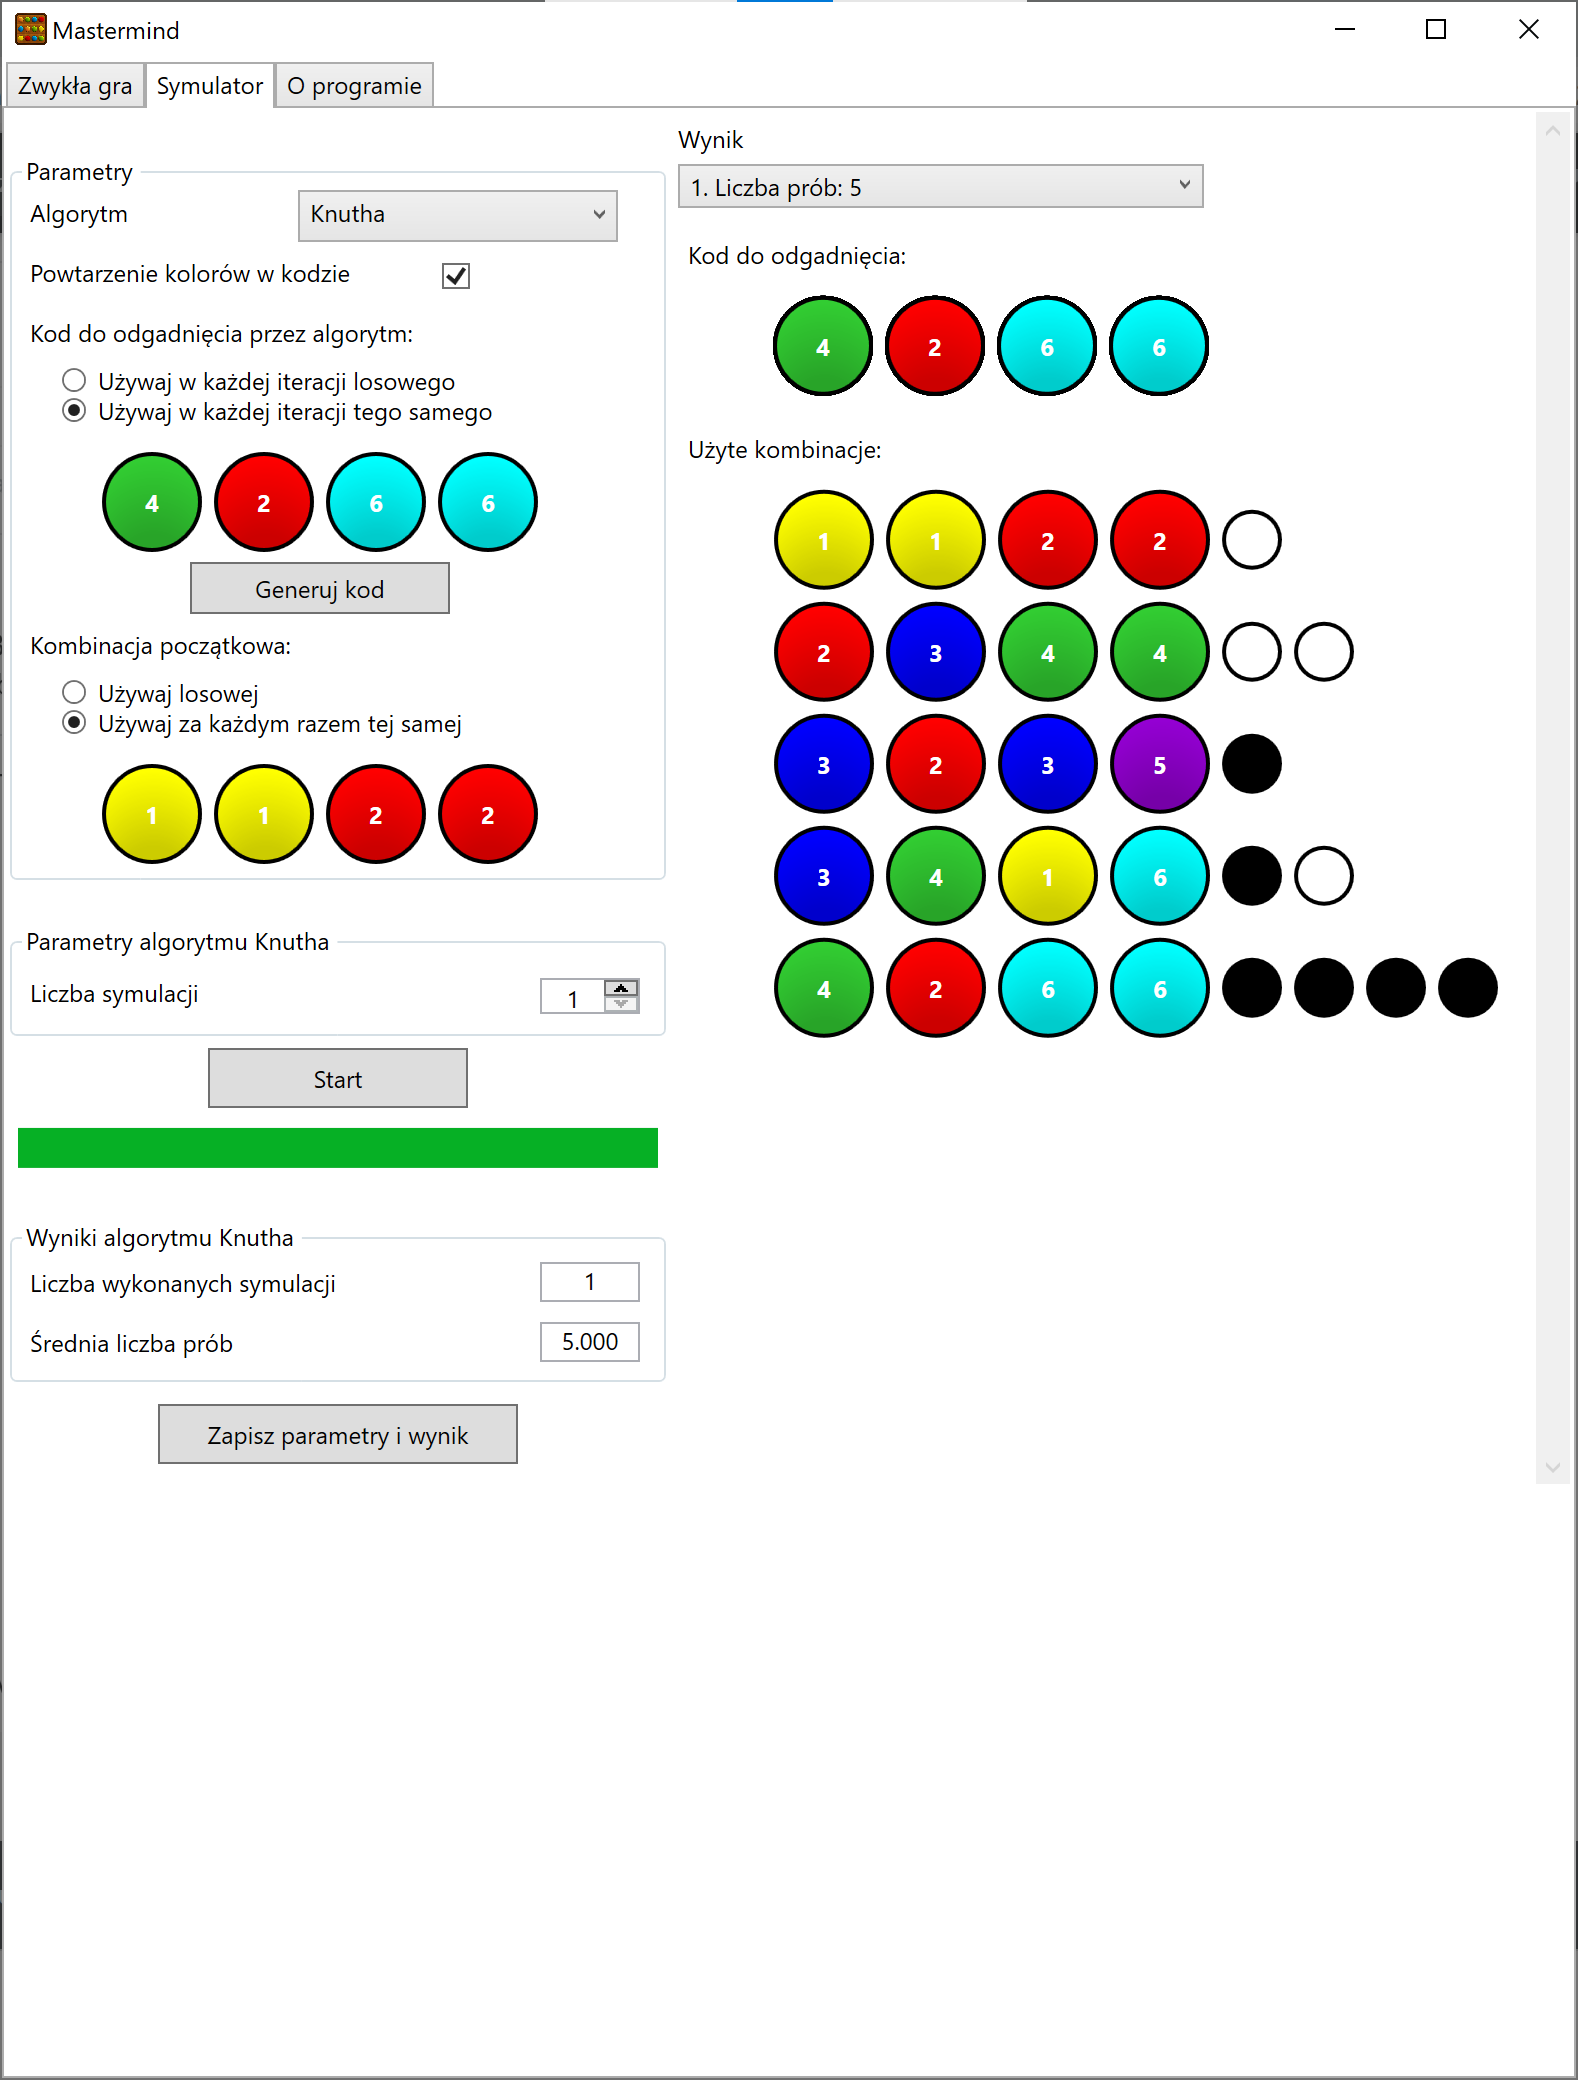 Mastermind
Zwykła gra Symulator O programie
Parametry
Algorytm Knutha
Powtarzenie kolorów w kodzie
Kod do odgadnięcia przez algorytm:
Używaj w każdej iteracji losowego
Używaj w każdej iteracji tego samego
4 2 6 6
Generuj kod
Kombinacja początkowa:
Używaj losowej
Używaj za każdym razem tej samej
1 1 2 2
Parametry algorytmu Knutha
Liczba symulacji 1
Start
Wyniki algorytmu Knutha
Liczba wykonanych symulacji 1
Średnia liczba prób 5.000
Zapisz parametry i wynik
Wynik
1. Liczba prób: 5
Kod do odgadnięcia:
4 2 6 6
Użyte kombinacje:
1 1 2 2
2 3 4 4
3 2 3 5
3 4 1 6
4 2 6 6